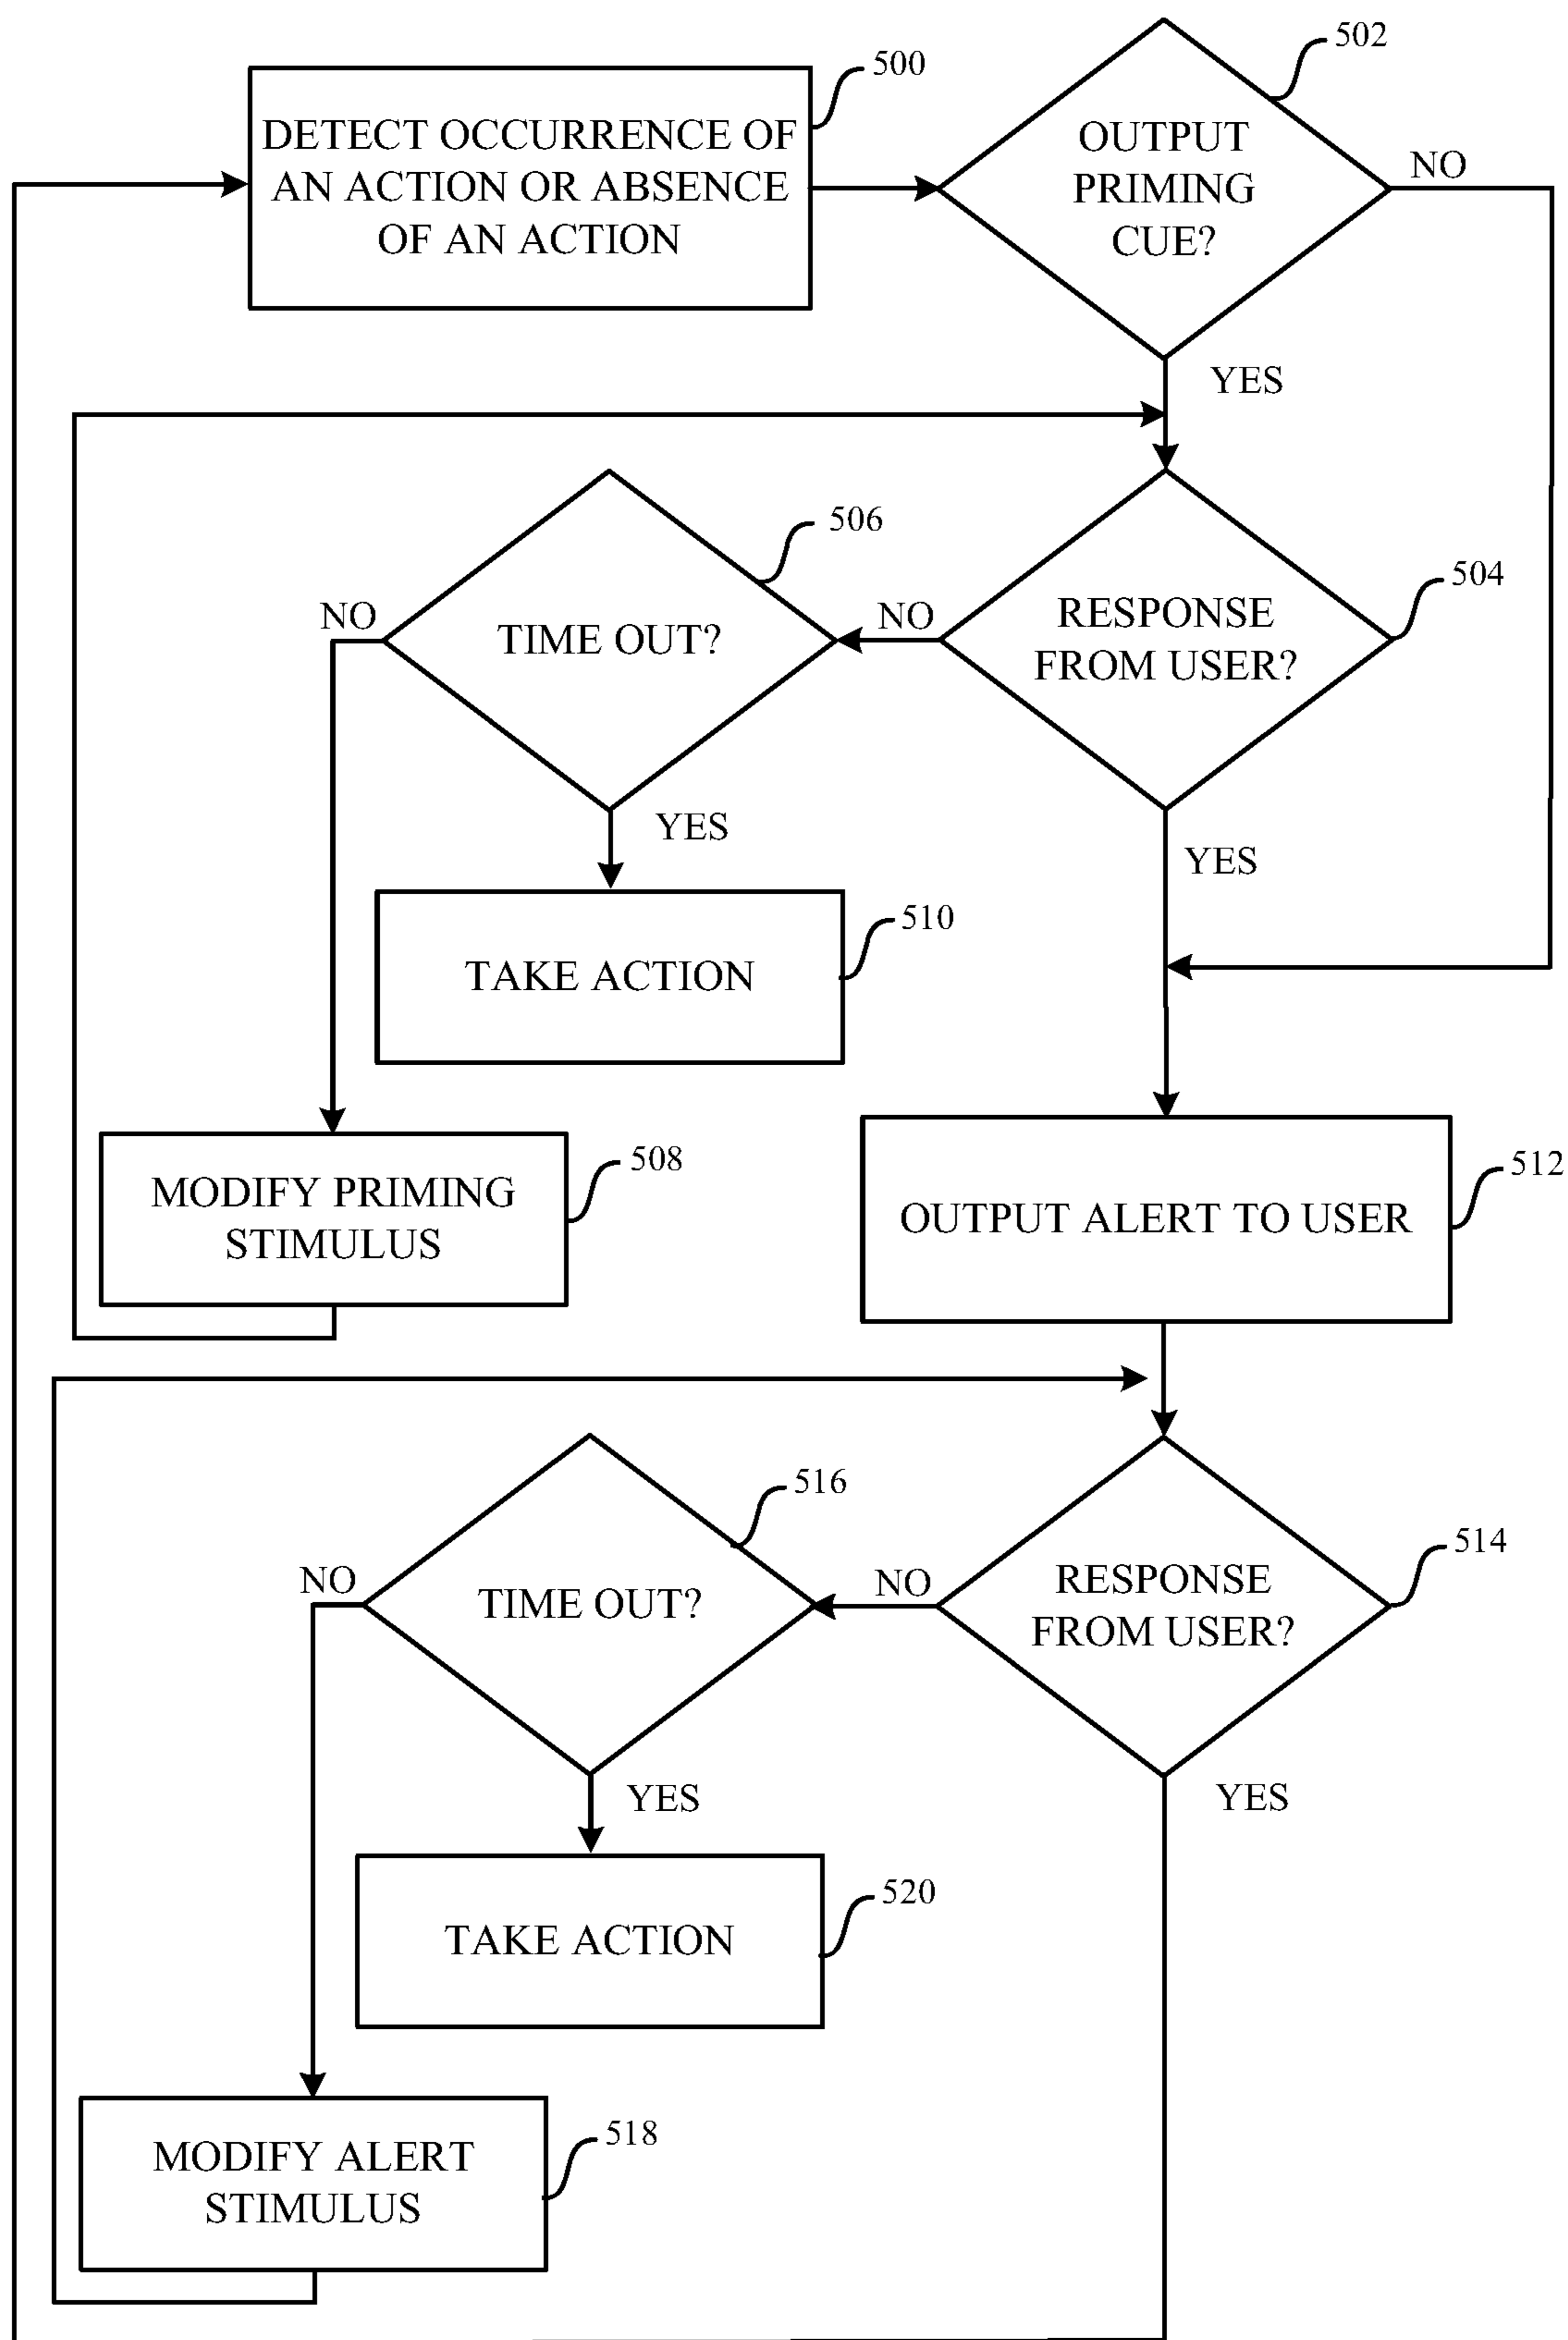 500
DETECT OCCURRENCE OF
AN ACTION OR ABSENCE
OF AN ACTION
502
OUTPUT
PRIMING
CUE?
NO
YES
506
TIME OUT?
NO
NO
504
RESPONSE
FROM USER?
YES
YES
510
TAKE ACTION
508
MODIFY PRIMING
STIMULUS
512
OUTPUT ALERT TO USER
516
TIME OUT?
NO
NO
514
RESPONSE
FROM USER?
YES
YES
520
TAKE ACTION
518
MODIFY ALERT
STIMULUS